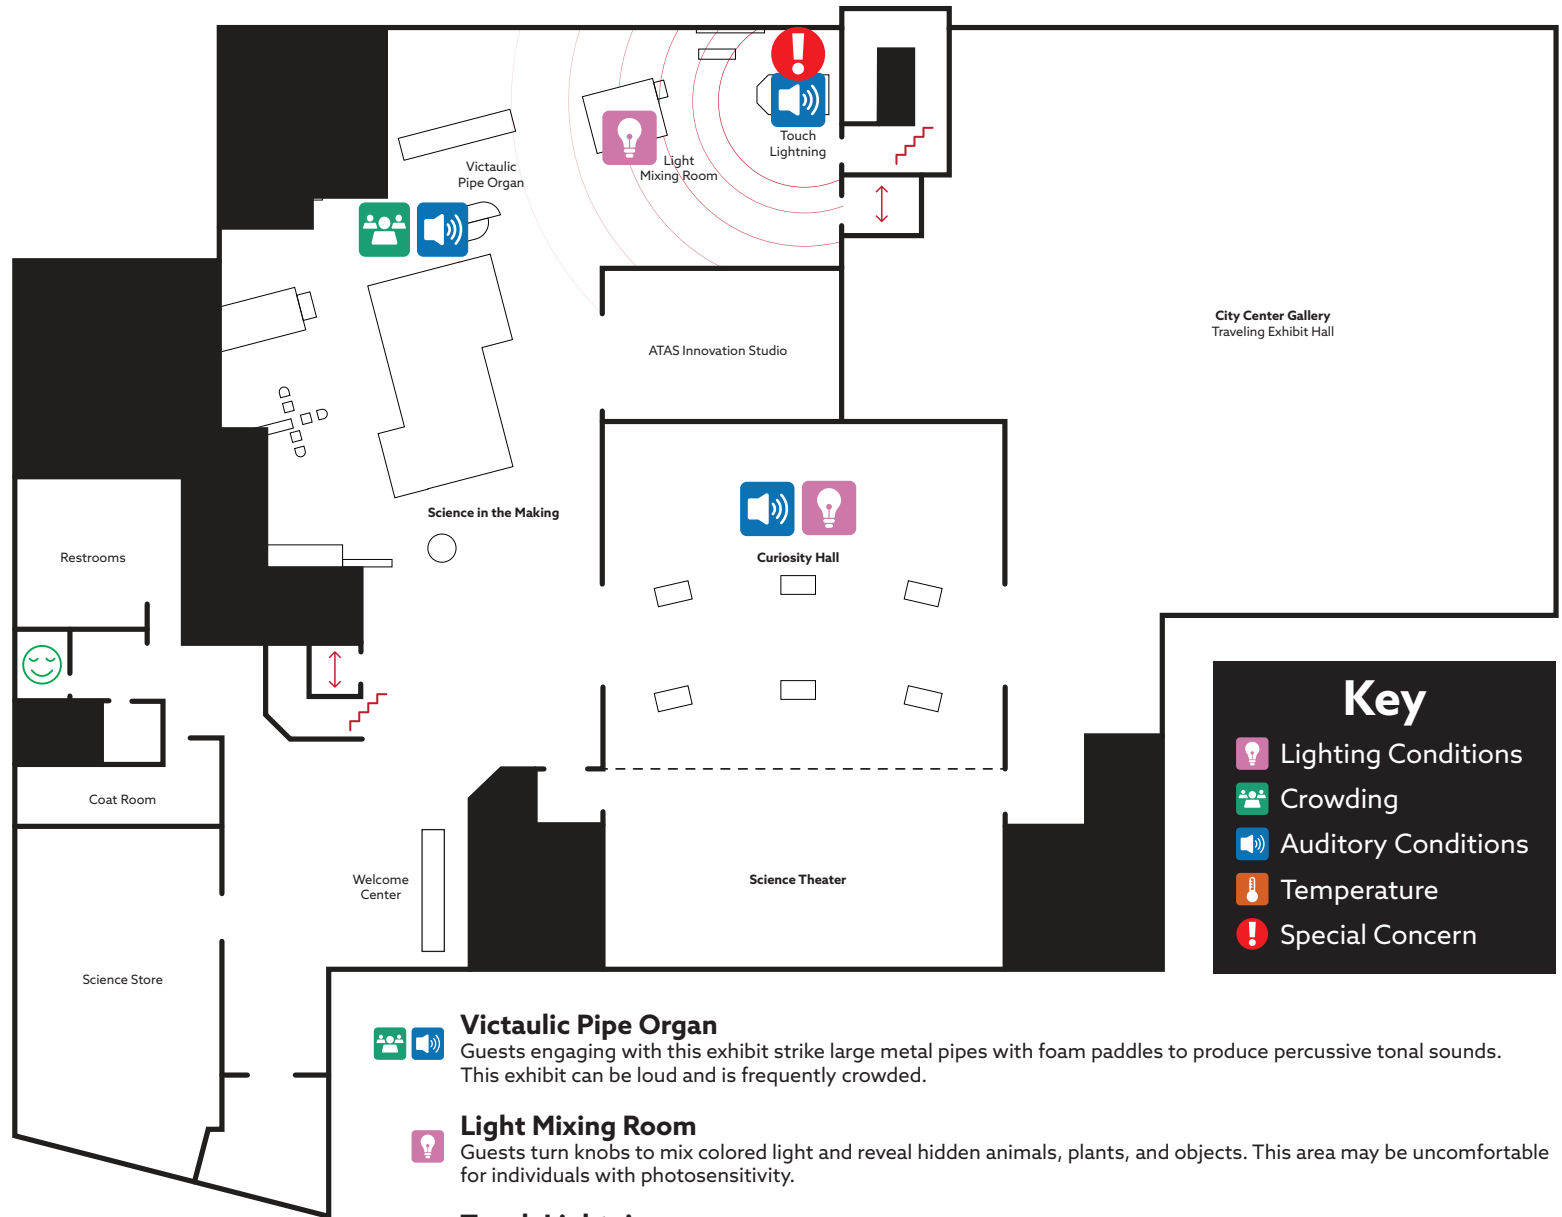 Touch
Lightning
Light
Mixing Room
Victaulic
Pipe Organ
City Center Gallery
Traveling Exhibit Hall
ATAS Innovation Studio
Science in the Making
Restrooms
Curiosity Hall
Coat Room
Welcome
Center
Science Theater
Science Store
Key
Lighting Conditions
Crowding
Auditory Conditions
Temperature
Special Concern
Victaulic Pipe Organ
Guests engaging with this exhibit strike large metal pipes with foam paddles to produce percussive tonal sounds.
This exhibit can be loud and is frequently crowded.
Light Mixing Room
Guests turn knobs to mix colored light and reveal hidden animals, plants, and objects. This area may be uncomfortable
for individuals with photosensitivity.